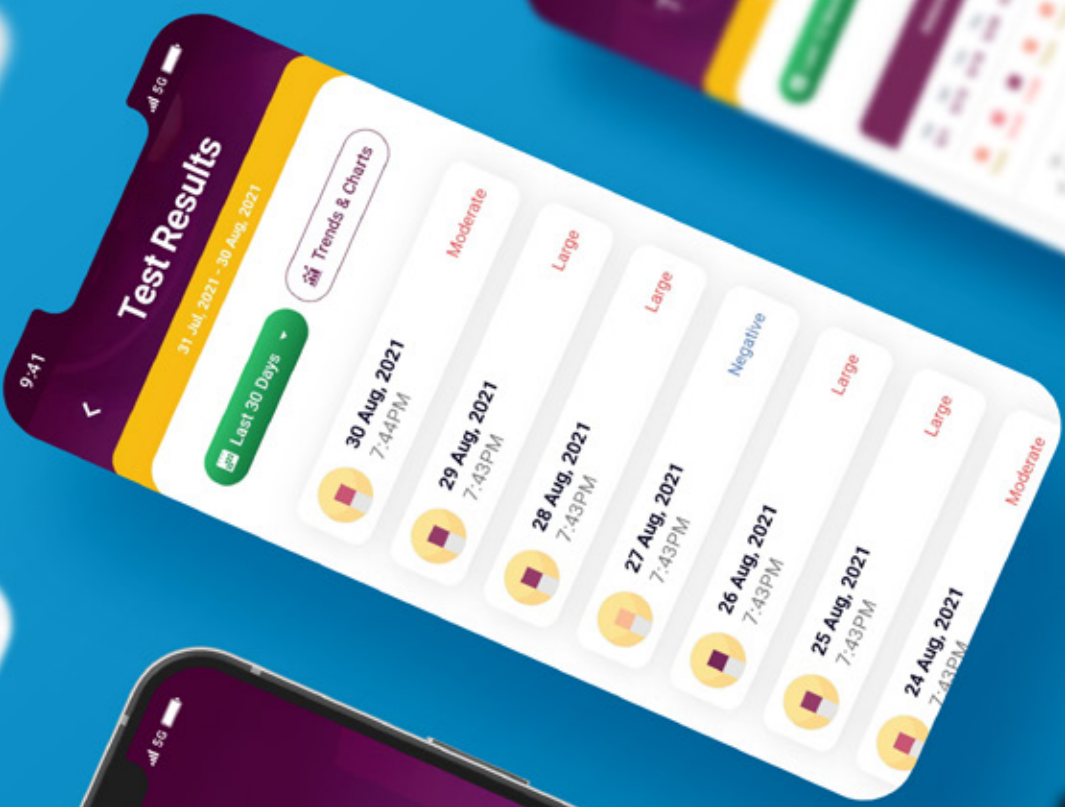 9:41
5G
Test Results
31 Jul, 2021 - 30 Aug, 2021
Last 30 Days
Trends & Charts
30 Aug, 2021
7:44PM
Moderate
29 Aug, 2021
7:43PM
Large
28 Aug, 2021
7:43PM
Large
27 Aug, 2021
7:43PM
Negative
26 Aug, 2021
7:43PM
Large
25 Aug, 2021
7:43PM
Large
24 Aug, 2021
7:43PM
Moderate
5G